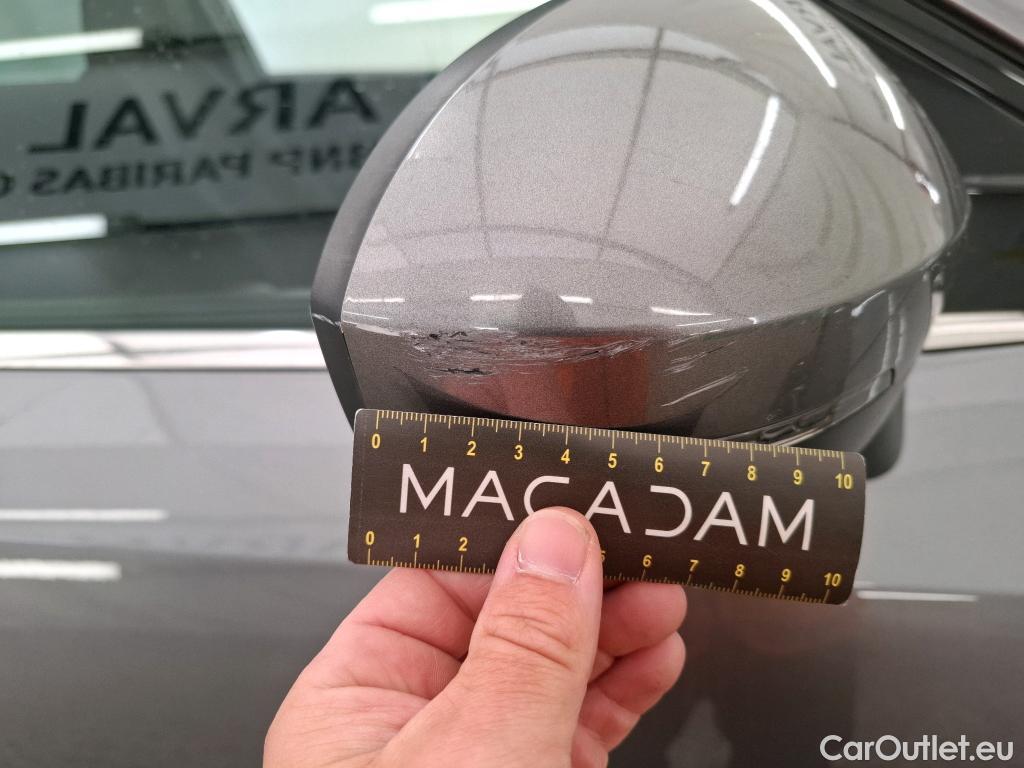 ARVAL
BNP PARIBAS G
0 1 2 3 4 5 6 7 8 9 10
MACADAM
0 1 2 5 6 7 8 9 10
CarOutlet.eu